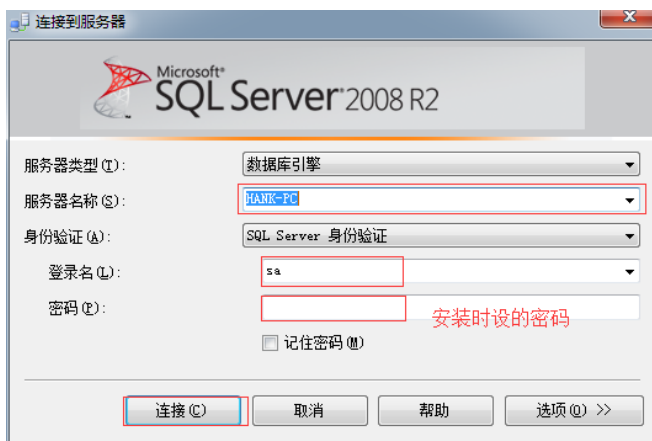 连接到服务器
Microsoft®
SQL Server® 2008 R2
服务器类型(T): 数据库引擎
服务器名称(S): HANK-PC
身份验证(A): SQL Server 身份验证
登录名(L): sa
密码(P): 安装时设的密码
记住密码(M)
连接(C) 取消 帮助 选项(O) >>